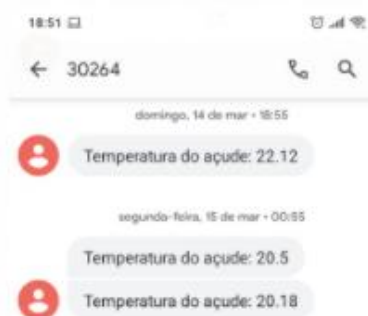 18:51
30264
domingo, 14 de mar • 18:55
Temperatura do açude: 22.12
segunda-feira, 15 de mar • 00:55
Temperatura do açude: 20.5
Temperatura do açude: 20.18